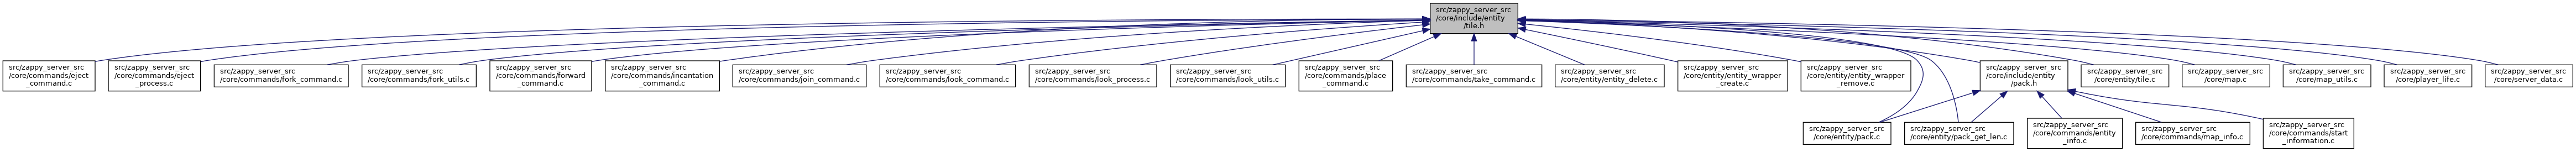 src/zappy_server_src
/core/include/entity
/tile.h
src/zappy_server_src
/core/commands/eject
_command.c
src/zappy_server_src
/core/commands/eject
_process.c
src/zappy_server_src
/core/commands/fork_command.c
src/zappy_server_src
/core/commands/fork_utils.c
src/zappy_server_src
/core/commands/forward
_command.c
src/zappy_server_src
/core/commands/incantation
_command.c
src/zappy_server_src
/core/commands/join_command.c
src/zappy_server_src
/core/commands/look_command.c
src/zappy_server_src
/core/commands/look_process.c
src/zappy_server_src
/core/commands/look_utils.c
src/zappy_server_src
/core/commands/place
_command.c
src/zappy_server_src
/core/commands/take_command.c
src/zappy_server_src
/core/entity/entity_delete.c
src/zappy_server_src
/core/entity/entity_wrapper
_create.c
src/zappy_server_src
/core/entity/entity_wrapper
_remove.c
src/zappy_server_src
/core/include/entity
/pack.h
src/zappy_server_src
/core/entity/tile.c
src/zappy_server_src
/core/map.c
src/zappy_server_src
/core/map_utils.c
src/zappy_server_src
/core/player_life.c
src/zappy_server_src
/core/server_data.c
src/zappy_server_src
/core/entity/pack.c
src/zappy_server_src
/core/entity/pack_get_len.c
src/zappy_server_src
/core/commands/entity
_info.c
src/zappy_server_src
/core/commands/map_info.c
src/zappy_server_src
/core/commands/start
_information.c